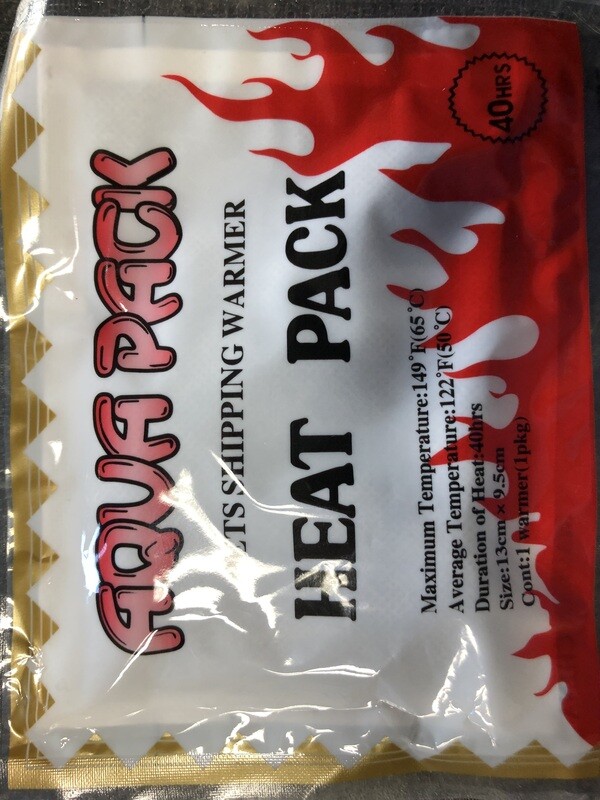 AQUA PACK
SHIPPING WARMER
HEAT PACK
40HRS
Maximum Temperature:149°F(65°C)
Average Temperature:122°F(50°C)
Duration of Heat:40hrs
Size:13cm×9.5cm
Cont:1 warmer(1pkg)